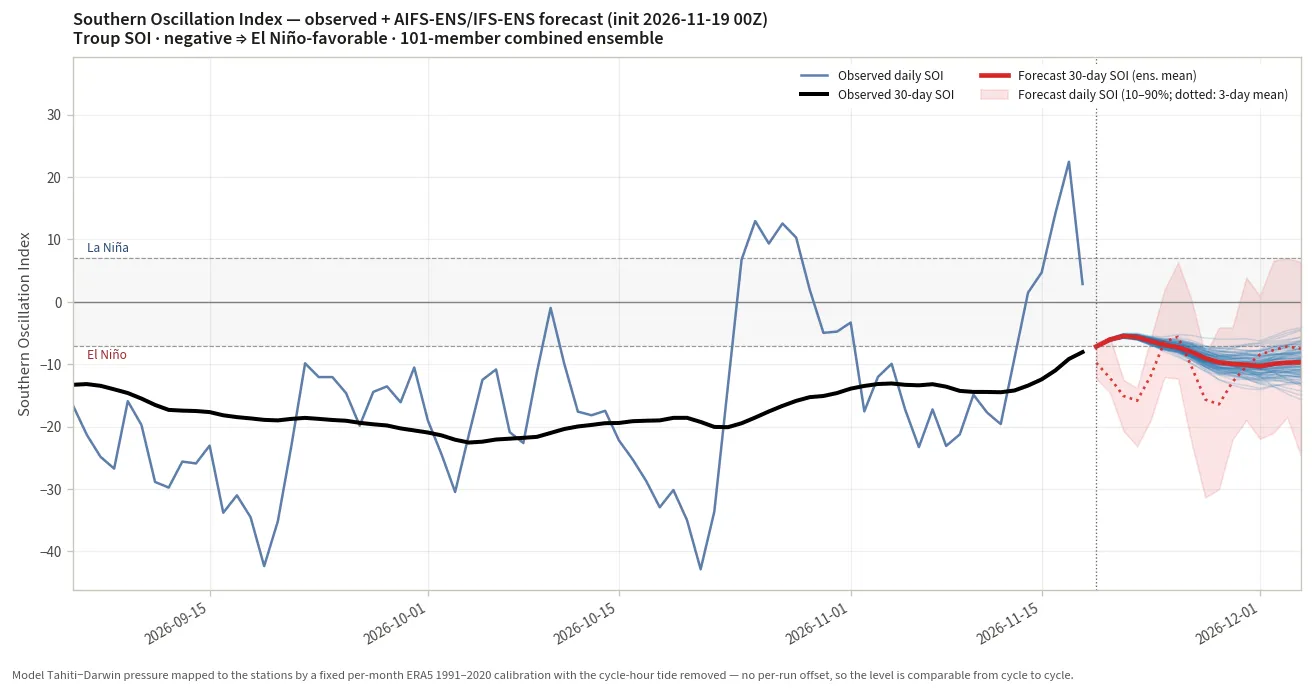 Southern Oscillation Index — observed + AIFS-ENS/IFS-ENS forecast (init 2026-11-19 00Z)
Troup SOI · negative ⇒ El Niño-favorable · 101-member combined ensemble
Observed daily SOI
Observed 30-day SOI
Forecast 30-day SOI (ens. mean)
Forecast daily SOI (10–90%; dotted: 3-day mean)
Southern Oscillation Index
30
20
10
0
−10
−20
−30
−40
La Niña
El Niño
2026-09-15
2026-10-01
2026-10-15
2026-11-01
2026-11-15
2026-12-01
Model Tahiti−Darwin pressure mapped to the stations by a fixed per-month ERA5 1991–2020 calibration with the cycle-hour tide removed — no per-run offset, so the level is comparable from cycle to cycle.